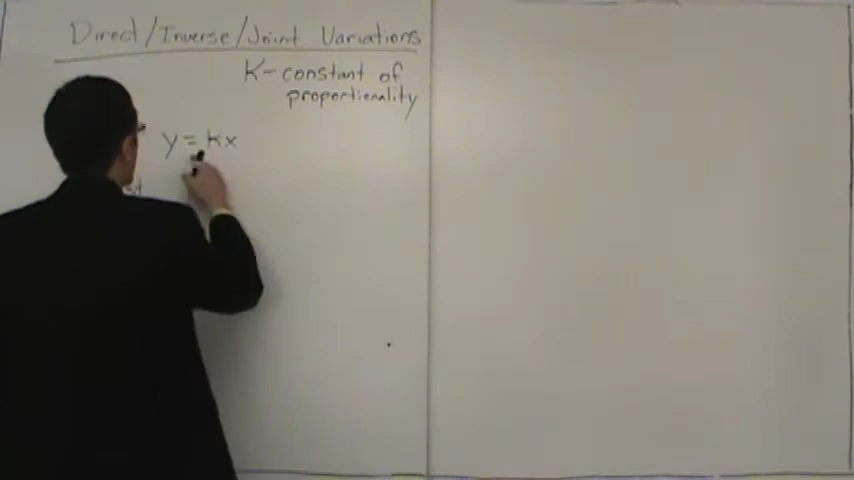 Direct/Inverse/Joint Variations
K-constant of
proportionality
y = kx